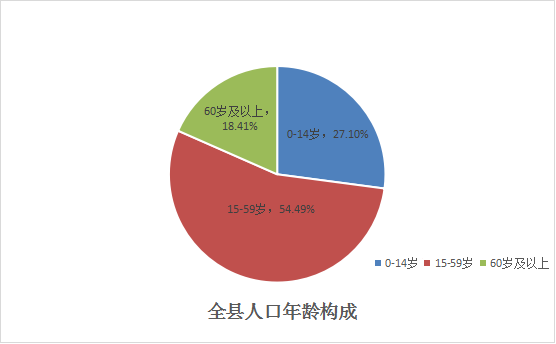 60岁及以上，
18.41%
0-14岁，27.10%
15-59岁，54.49%
0-14岁 15-59岁 60岁及以上
全县人口年龄构成